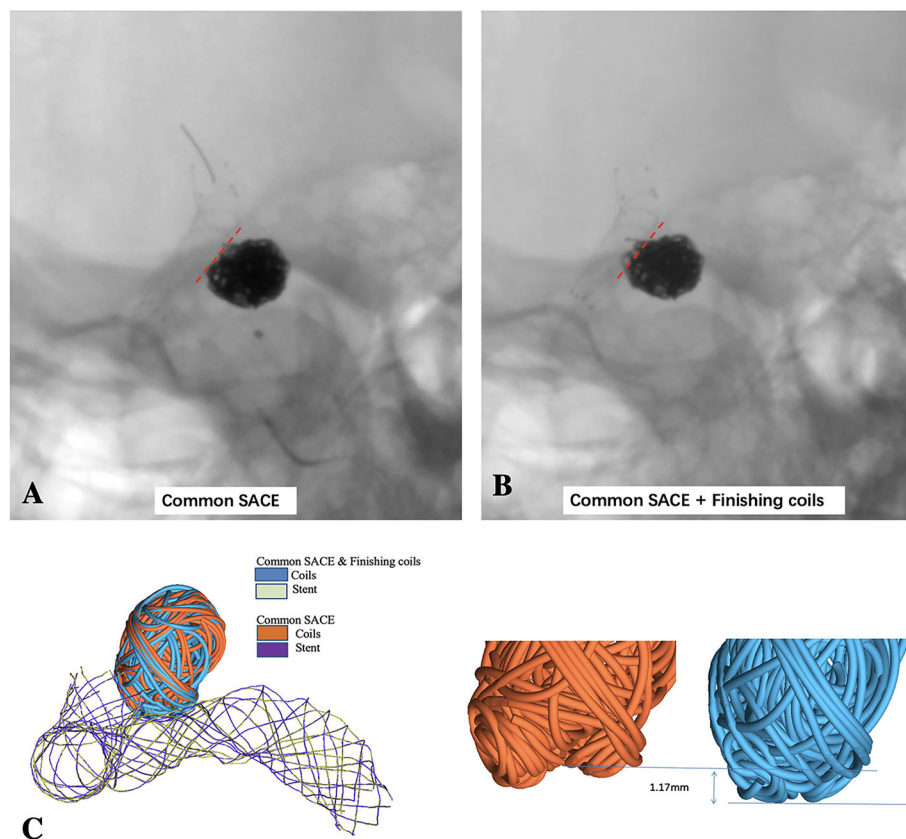 A
Common SACE
B
Common SACE + Finishing coils
Common SACE & Finishing coils
Coils
Stent
Common SACE
Coils
Stent
1.17mm
C